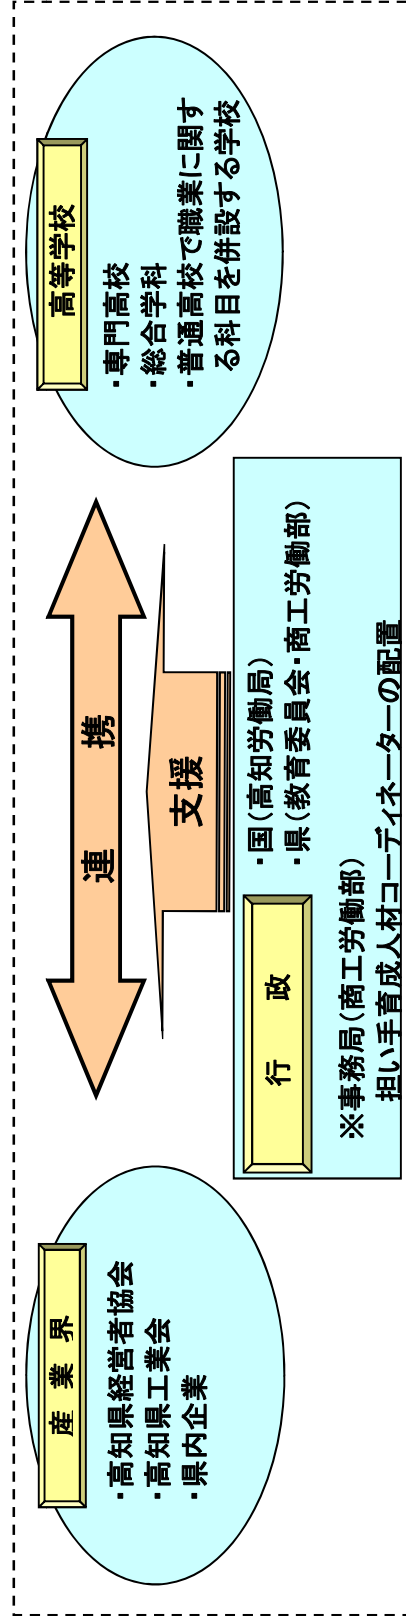 産 業 界
・高知県経営者協会
・高知県工業会
・県内企業
連 携
支援
行 政
・国(高知労働局)
・県(教育委員会・商工労働部)
※事務局(商工労働部)
担い手育成人材コーディネーターの配置
高等学校
・専門高校
・総合学科
・普通高校で職業に関す
る科目を併設する学校